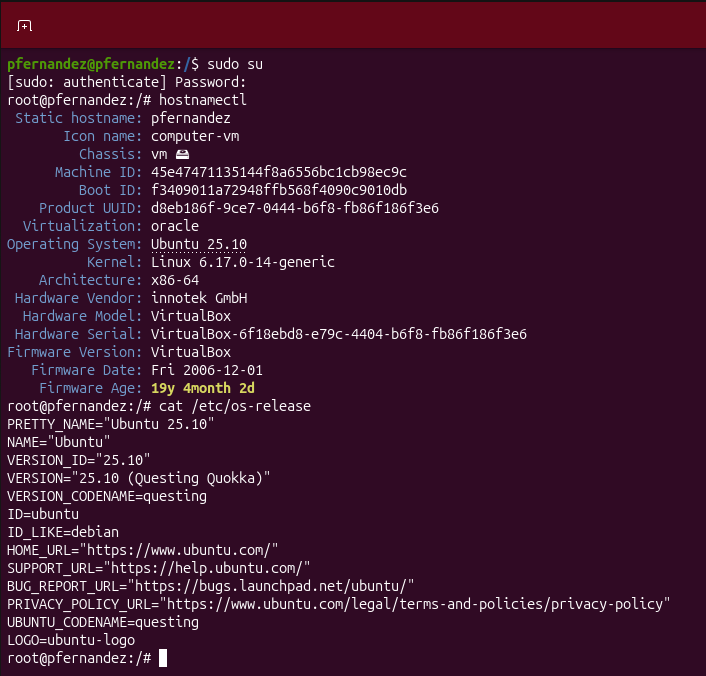 pfernandez@pfernandez:/$ sudo su
[sudo: authenticate] Password:
root@pfernandez:/# hostnamectl
Static hostname: pfernandez
Icon name: computer-vm
Chassis: vm 🖴
Machine ID: 45e47471135144f8a6556bc1cb98ec9c
Boot ID: f3409011a72948ffb568f4090c9010db
Product UUID: d8eb186f-9ce7-0444-b6f8-fb86f186f3e6
Virtualization: oracle
Operating System: Ubuntu 25.10
Kernel: Linux 6.17.0-14-generic
Architecture: x86-64
Hardware Vendor: innotek GmbH
Hardware Model: VirtualBox
Hardware Serial: VirtualBox-6f18ebd8-e79c-4404-b6f8-fb86f186f3e6
Firmware Version: VirtualBox
Firmware Date: Fri 2006-12-01
Firmware Age: 19y 4month 2d
root@pfernandez:/# cat /etc/os-release
PRETTY_NAME="Ubuntu 25.10"
NAME="Ubuntu"
VERSION_ID="25.10"
VERSION="25.10 (Questing Quokka)"
VERSION_CODENAME=questing
ID=ubuntu
ID_LIKE=debian
HOME_URL="https://www.ubuntu.com/"
SUPPORT_URL="https://help.ubuntu.com/"
BUG_REPORT_URL="https://bugs.launchpad.net/ubuntu/"
PRIVACY_POLICY_URL="https://www.ubuntu.com/legal/terms-and-policies/privacy-policy"
UBUNTU_CODENAME=questing
LOGO=ubuntu-logo
root@pfernandez:/#